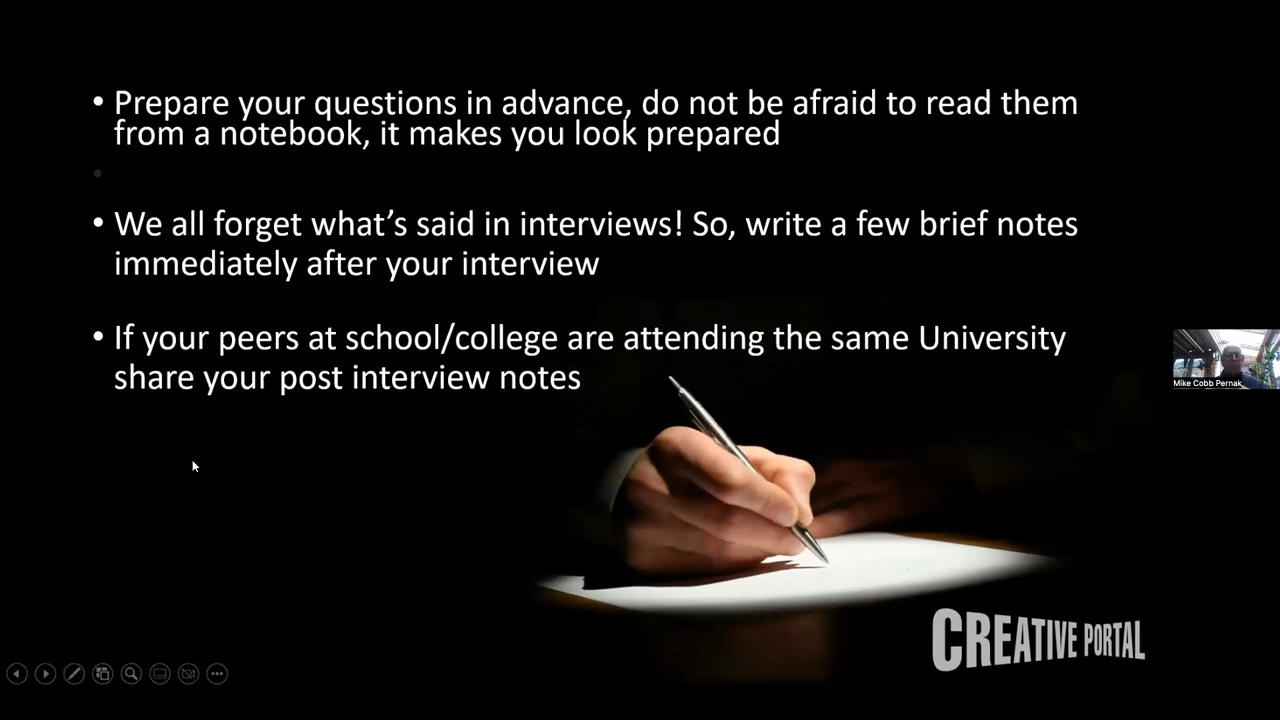 • Prepare your questions in advance, do not be afraid to read them
from a notebook, it makes you look prepared
•
• We all forget what’s said in interviews! So, write a few brief notes
immediately after your interview
• If your peers at school/college are attending the same University
share your post interview notes
Mike Cobb Pernak
CREATIVE PORTAL